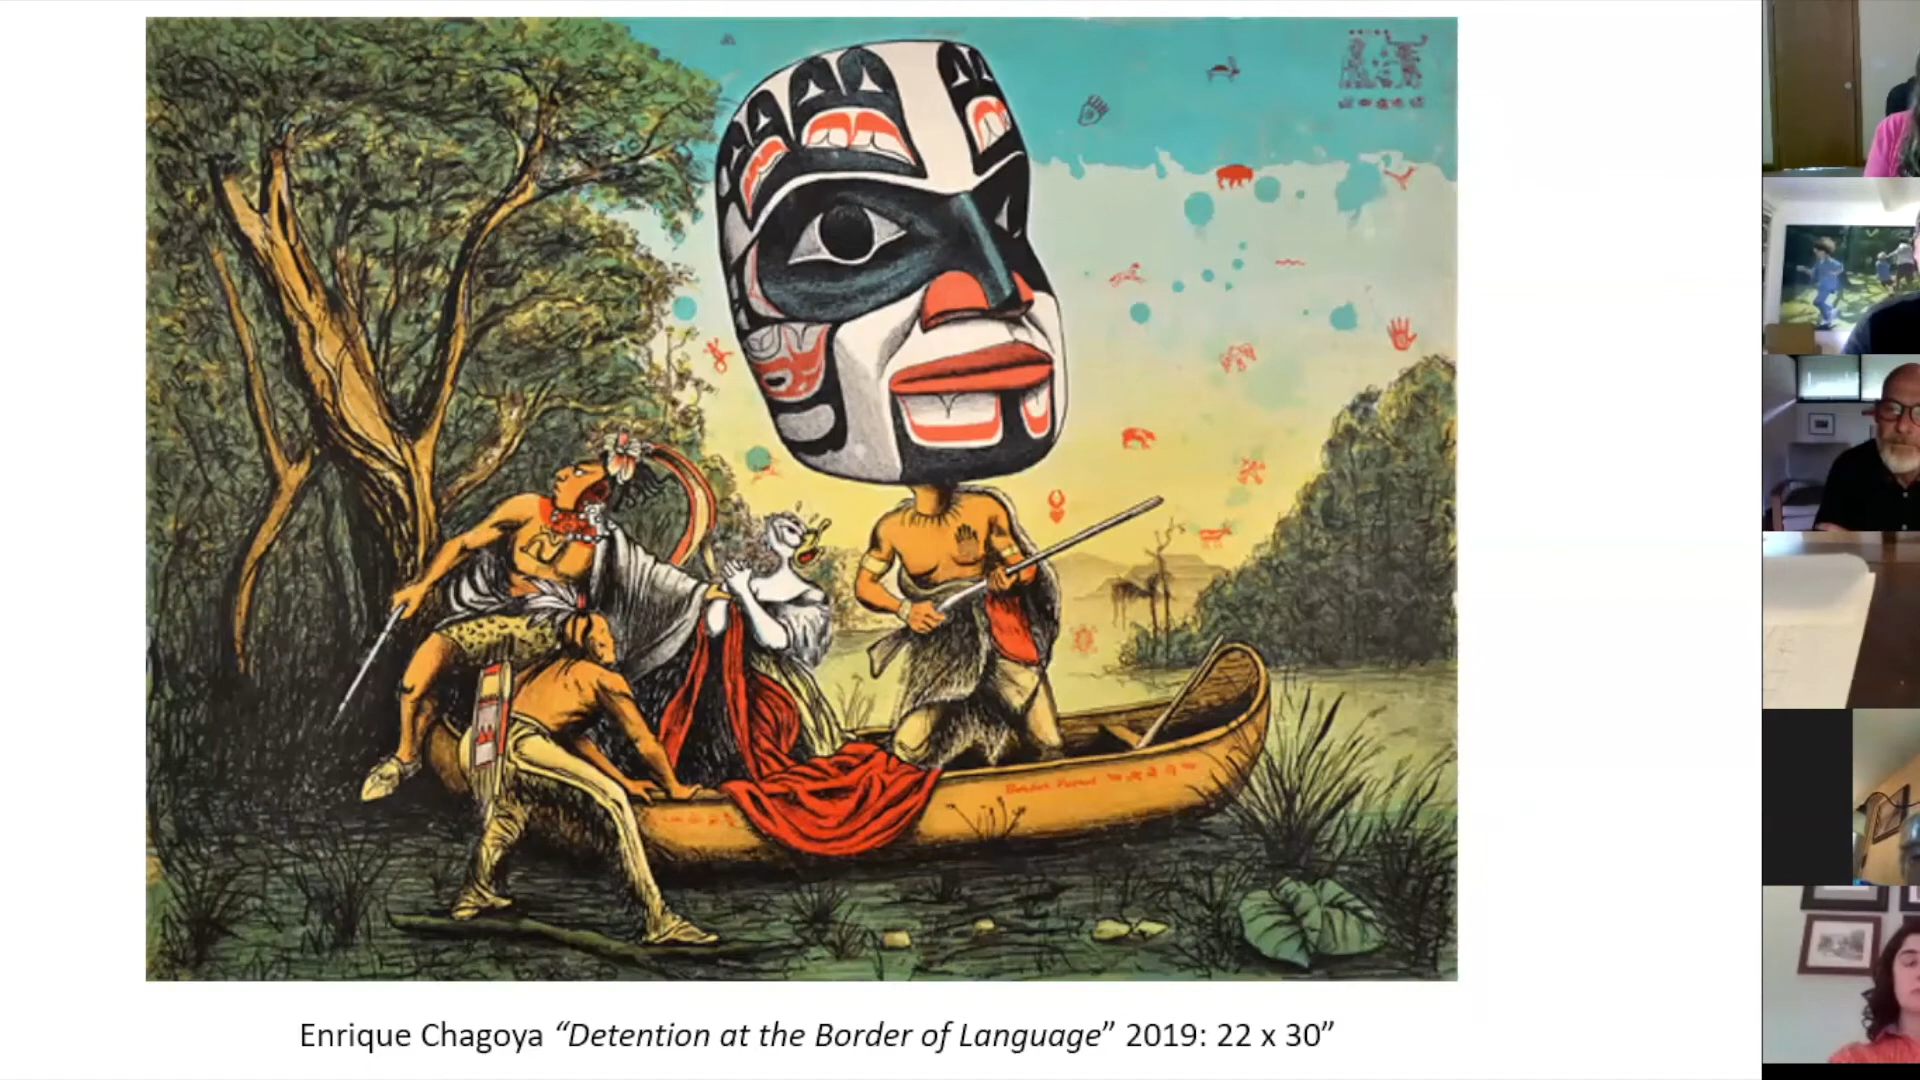 Enrique Chagoya “Detention at the Border of Language” 2019: 22 x 30”